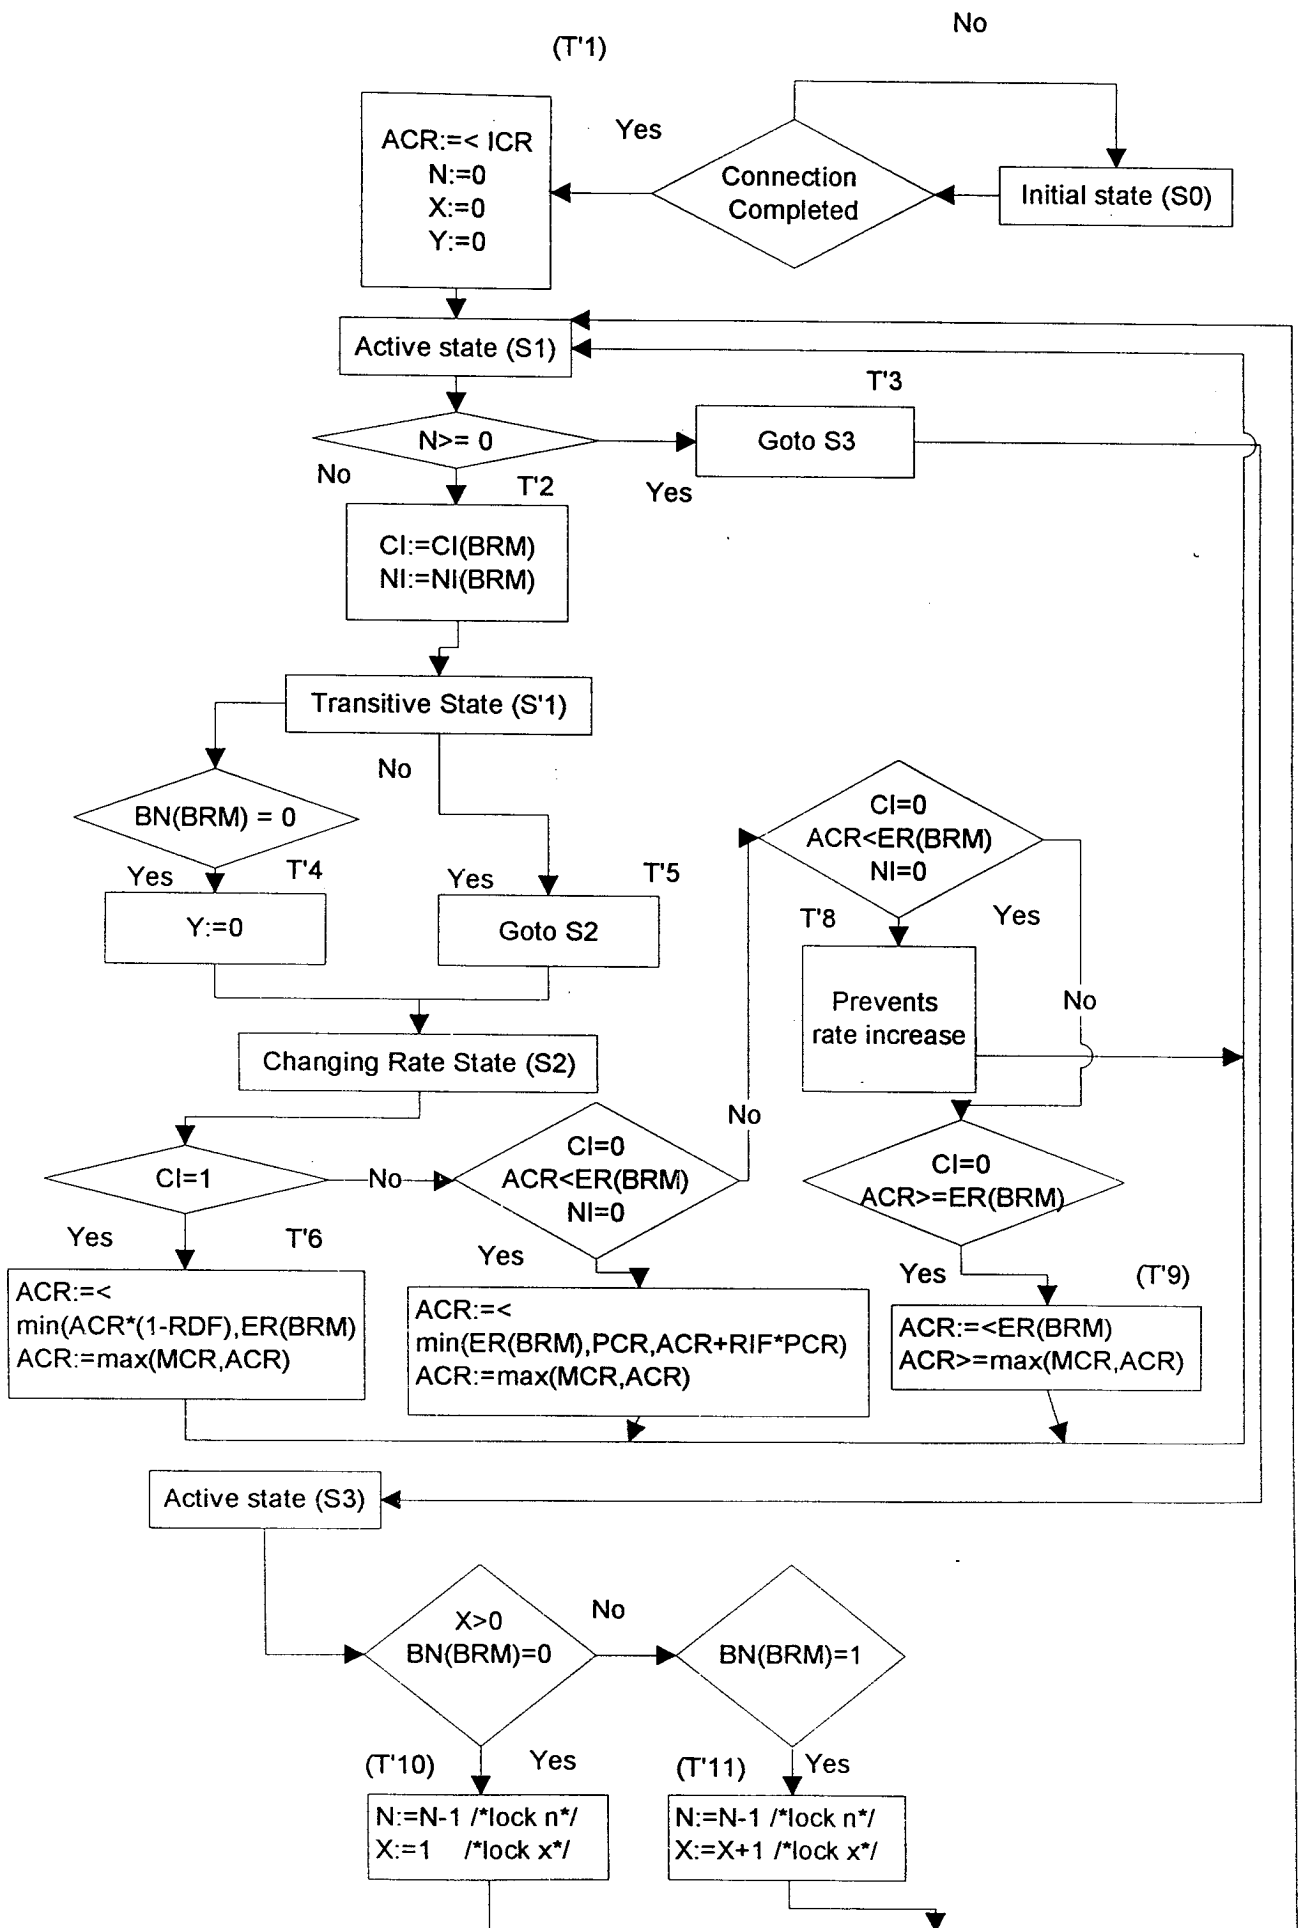 No
(T'1)
Yes
ACR:=< ICR
N:=0
X:=0
Y:=0
Connection
Completed
Initial state (S0)
Active state (S1)
T'3
N>= 0
Goto S3
No
Yes
T'2
CI:=CI(BRM)
NI:=NI(BRM)
Transitive State (S'1)
No
BN(BRM) = 0
Yes
T'4
Y:=0
Yes
T'5
Goto S2
CI=0
ACR<ER(BRM)
NI=0
T'8
Yes
Prevents
rate increase
No
Changing Rate State (S2)
No
CI=1
No
CI=0
ACR<ER(BRM)
NI=0
CI=0
ACR>=ER(BRM)
Yes
T'6
Yes
Yes
(T'9)
ACR:=<
min(ACR*(1-RDF),ER(BRM)
ACR:=max(MCR,ACR)
ACR:=<
min(ER(BRM),PCR,ACR+RIF*PCR)
ACR:=max(MCR,ACR)
ACR:=<ER(BRM)
ACR>=max(MCR,ACR)
Active state (S3)
X>0
BN(BRM)=0
No
BN(BRM)=1
(T'10)
Yes
(T'11)
Yes
N:=N-1 /*lock n*/
X:=1 /*lock x*/
N:=N-1 /*lock n*/
X:=X+1 /*lock x*/